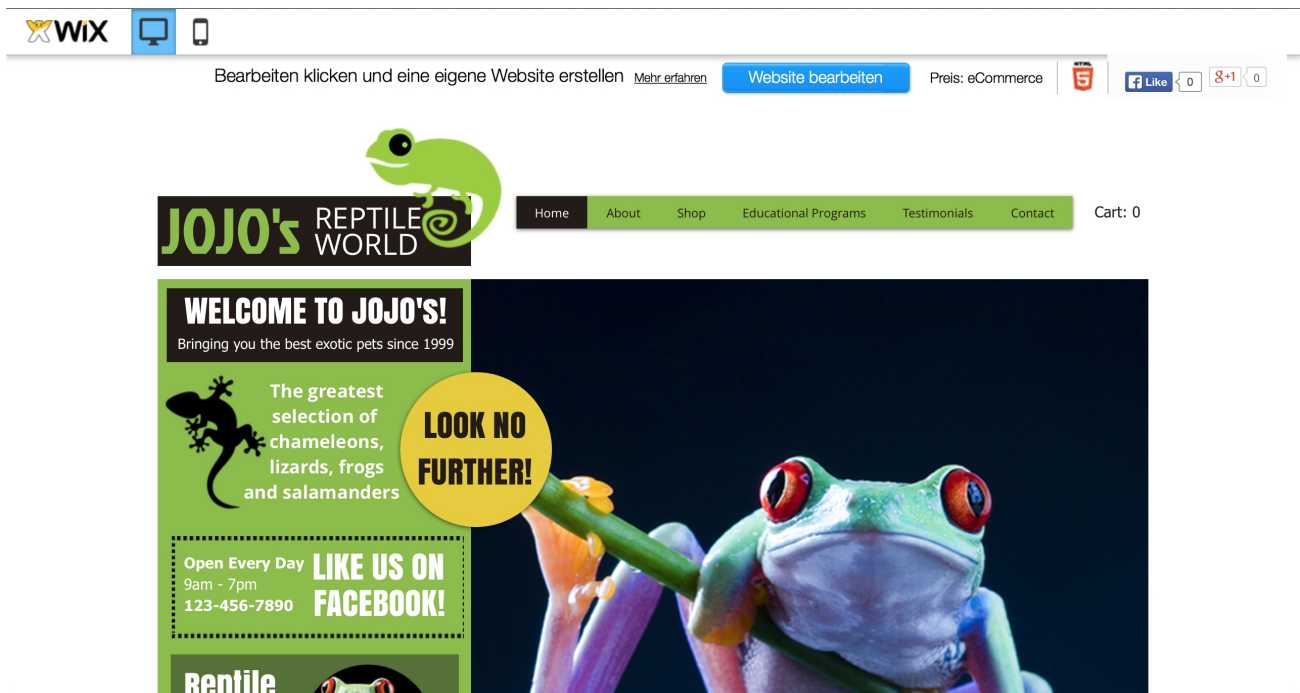 WiX
Bearbeiten klicken und eine eigene Website erstellen Mehr erfahren Website bearbeiten Preis: eCommerce HTML 5 Like 0 g+1 0
JOJO's REPTILE
WORLD
Home About Shop Educational Programs Testimonials Contact Cart: 0
WELCOME TO JOJO's!
Bringing you the best exotic pets since 1999
The greatest
selection of
chameleons,
lizards, frogs
and salamanders
LOOK NO
FURTHER!
Open Every Day
9am - 7pm
123-456-7890
LIKE US ON
FACEBOOK!
Reptile